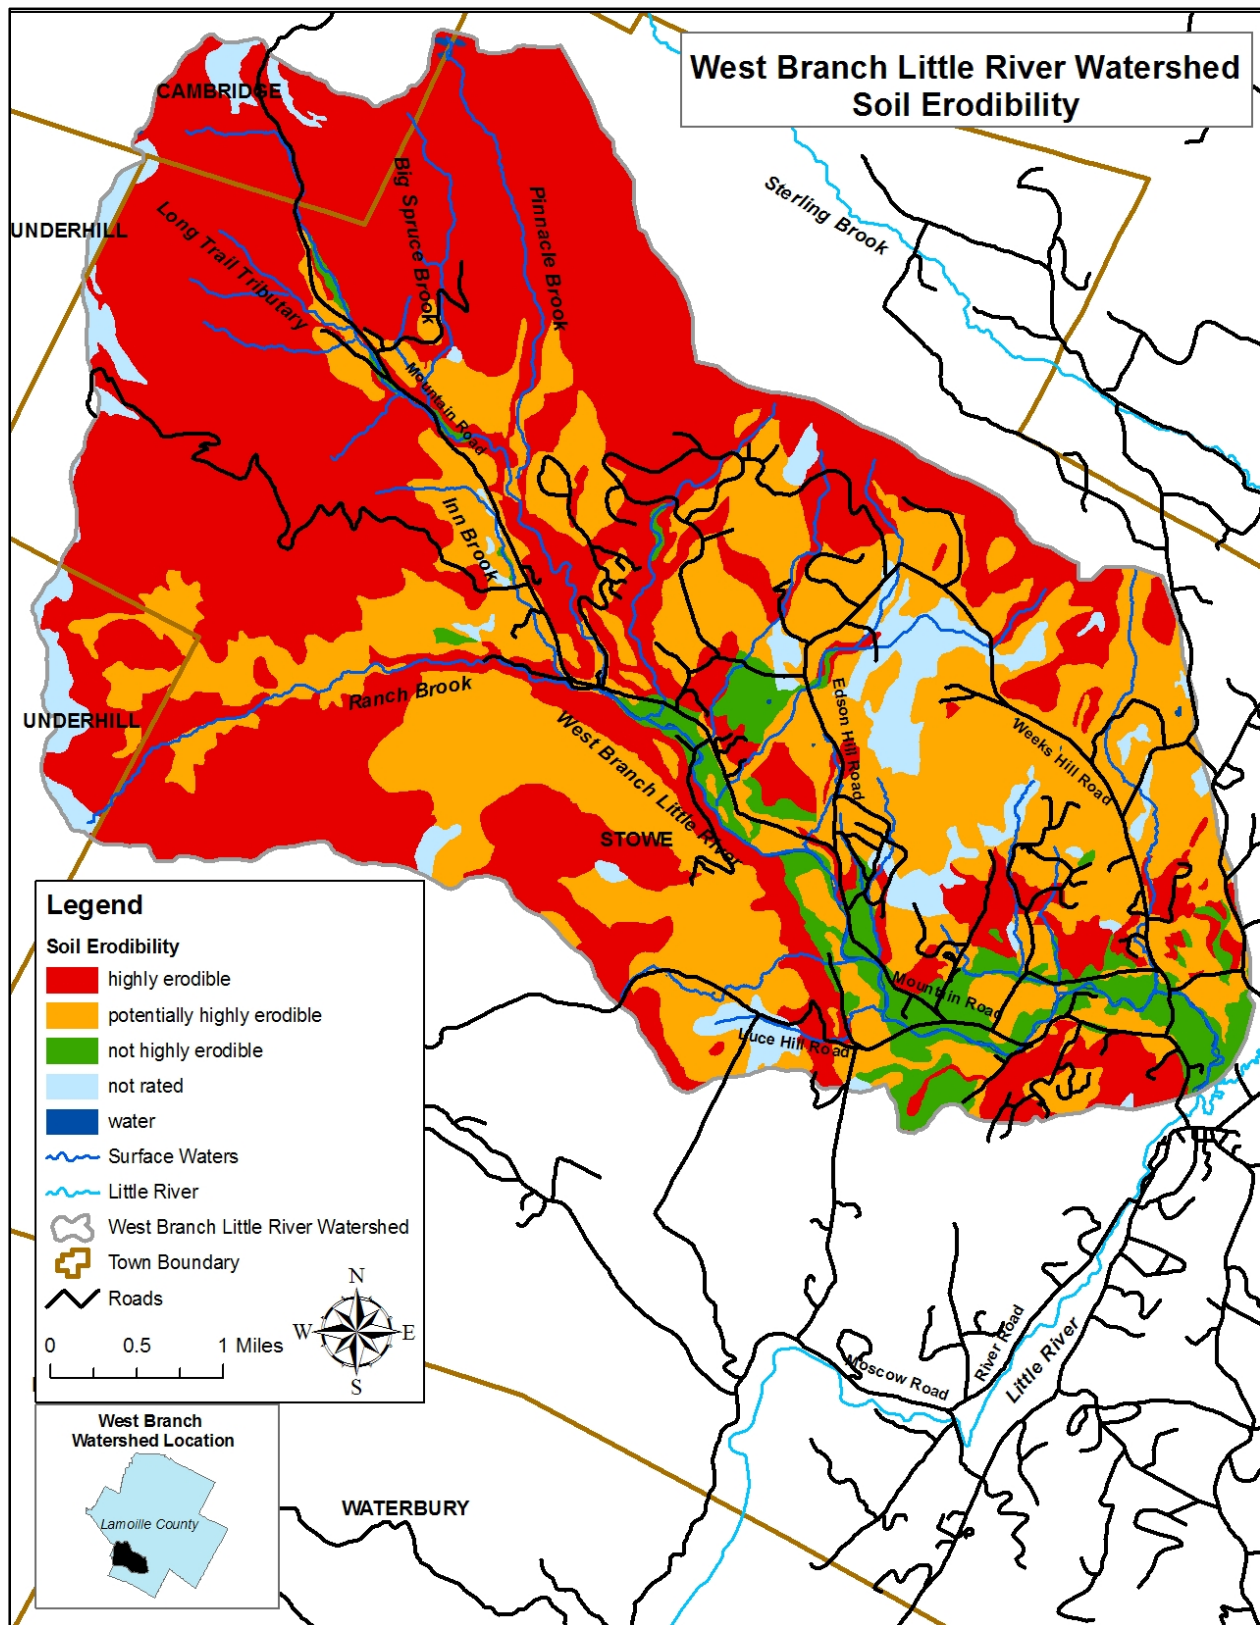 West Branch Little River Watershed
Soil Erodibility
CAMBRIDGE
UNDERHILL
Long Trail Tributary
Big Spruce Brook
Pinnacle Brook
Sterling Brook
Mountain Road
Inn Brook
Ranch Brook
UNDERHILL
West Branch Little River
STOWE
Edson Hill Road
Weeks Hill Road
Mountain Road
Luce Hill Road
Legend
Soil Erodibility
highly erodible
potentially highly erodible
not highly erodible
not rated
water
Surface Waters
Little River
West Branch Little River Watershed
Town Boundary
Roads
N
W
E
S
0 0.5 1 Miles
River Road
Little River
Moscow Road
West Branch
Watershed Location
Lamoille County
WATERBURY